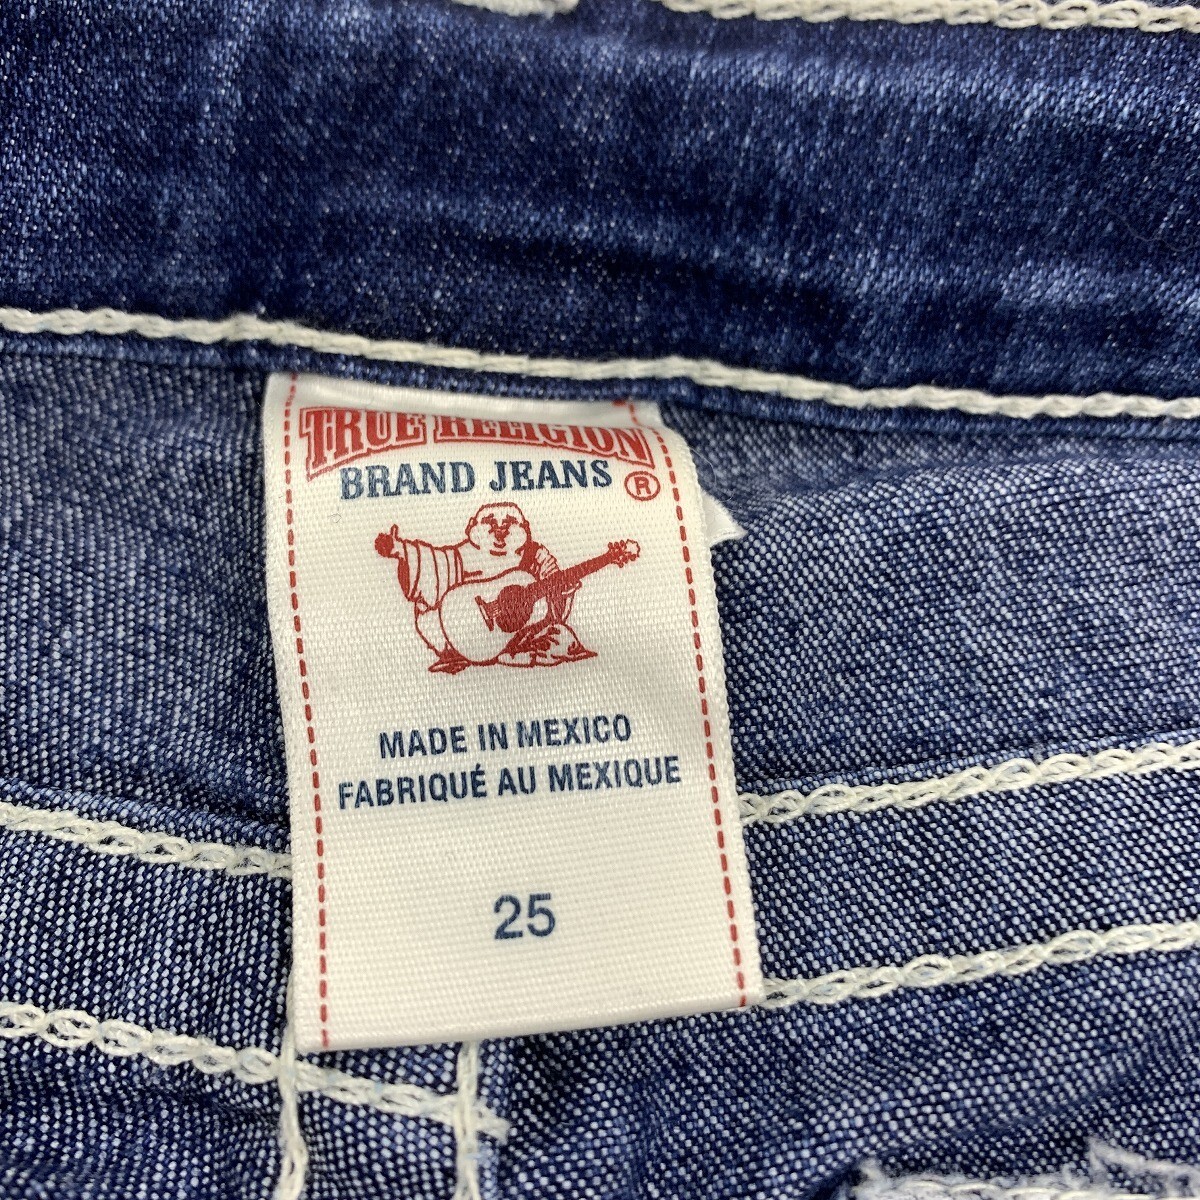 TRUE RELIGION
BRAND JEANS ®
MADE IN MEXICO
FABRIQUÉ AU MEXIQUE
25